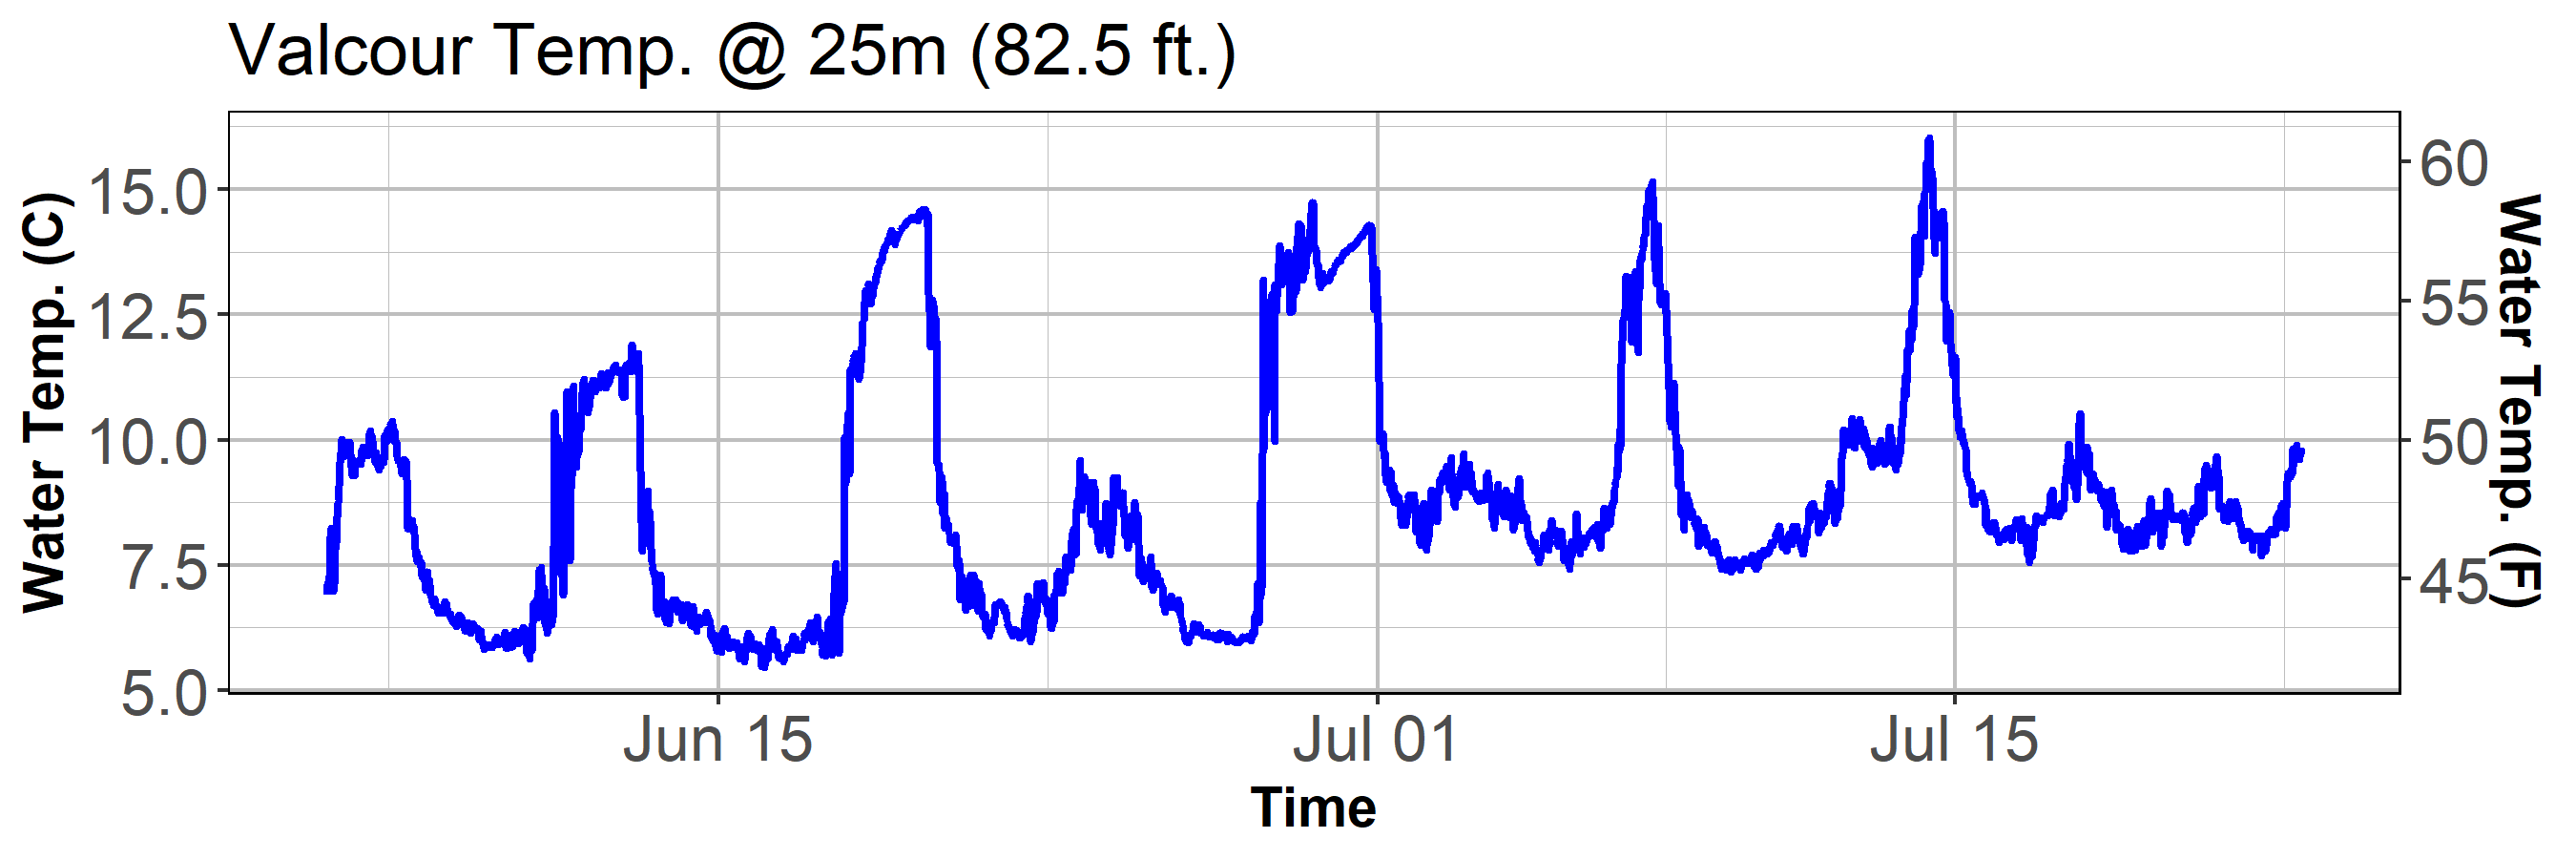 Valcour Temp. @ 25m (82.5 ft.)
Water Temp. (C)
15.0
12.5
10.0
7.5
5.0
60
55
50
45
Water Temp. (F)
Jun 15
Jul 01
Jul 15
Time